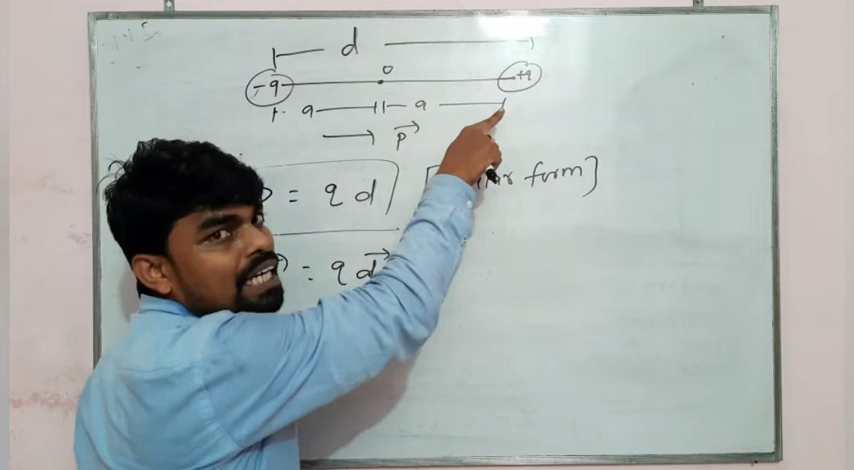 d
-q o +q
a a
p⃗
= q d form]
= q d⃗